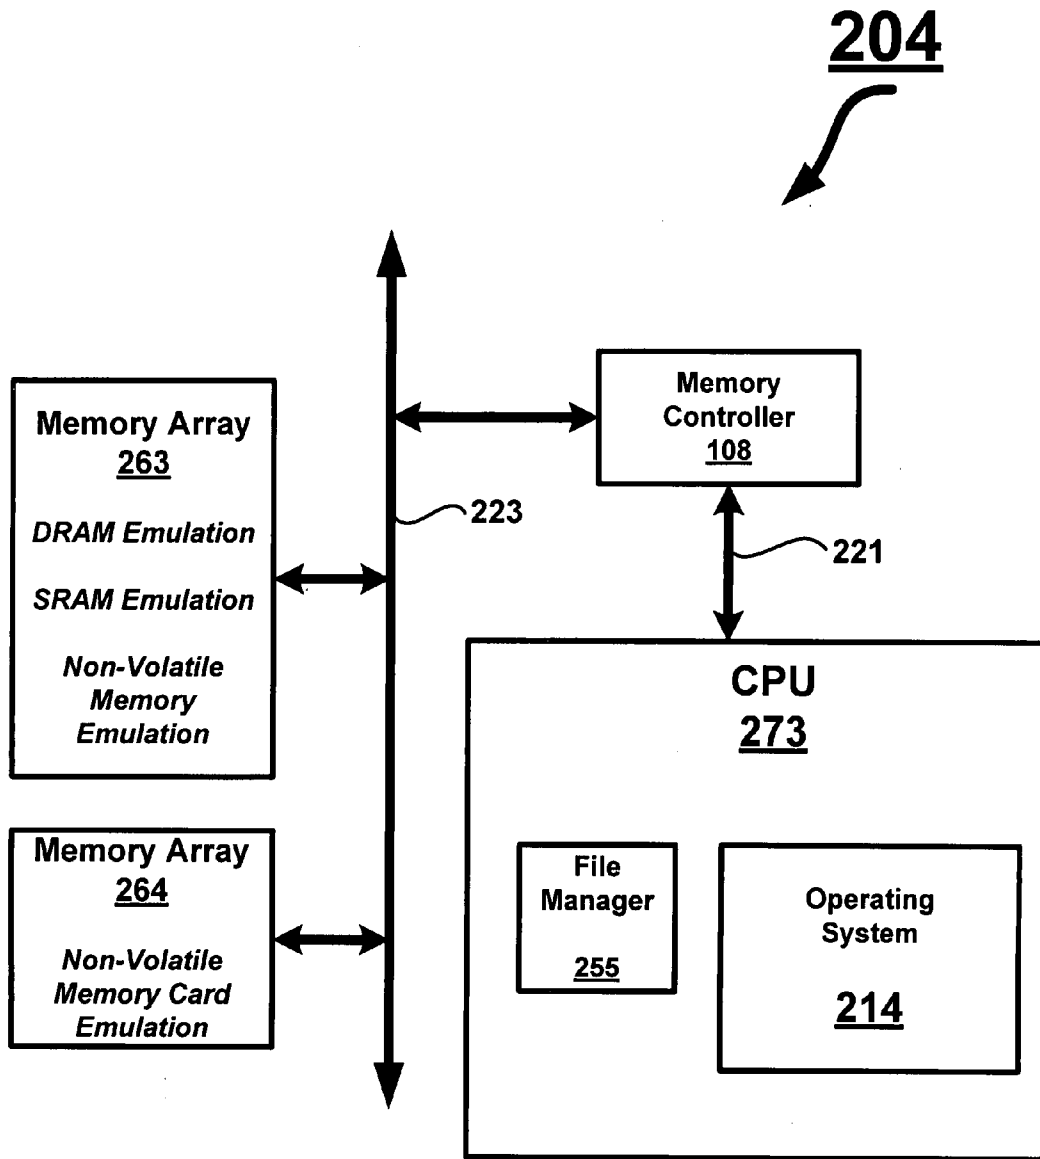 204
Memory
Controller
108
Memory Array
263
DRAM Emulation
SRAM Emulation
Non-Volatile
Memory
Emulation
223
221
CPU
273
Memory Array
264
Non-Volatile
Memory Card
Emulation
File
Manager
255
Operating
System
214